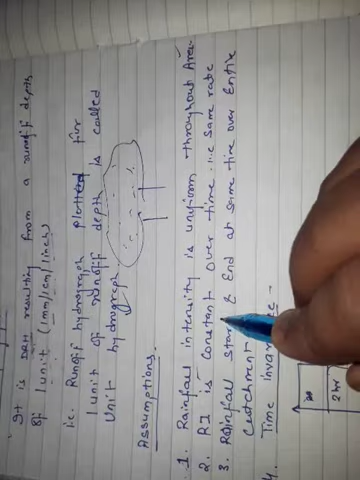 It is DRH resulting from a runoff depth
of 1 unit (1mm/1cm/1inch)
i.e. Runoff hydrograph plotted for
1 unit of runoff depth is called
Unit hydrograph
Assumptions -
1. Rainfall intensity is uniform throughout Area.
2. RI is constant over time i.e same rate
3. Rainfall start & End at same time over Entire
Catchment
4. Time invariance -
2hr